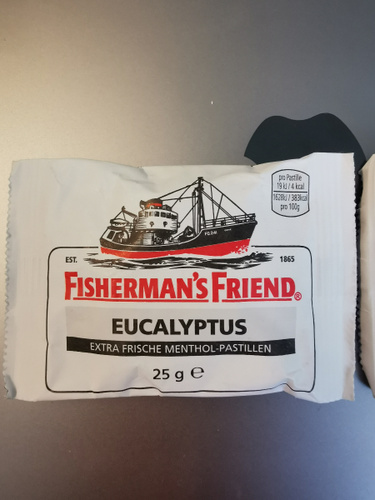 pro Pastille
19 kJ / 4 kcal
1628kJ / 383kcal
pro 100g
EST. 1865
FISHERMAN'S FRIEND®
EUCALYPTUS
EXTRA FRISCHE MENTHOL-PASTILLEN
25 g ℮